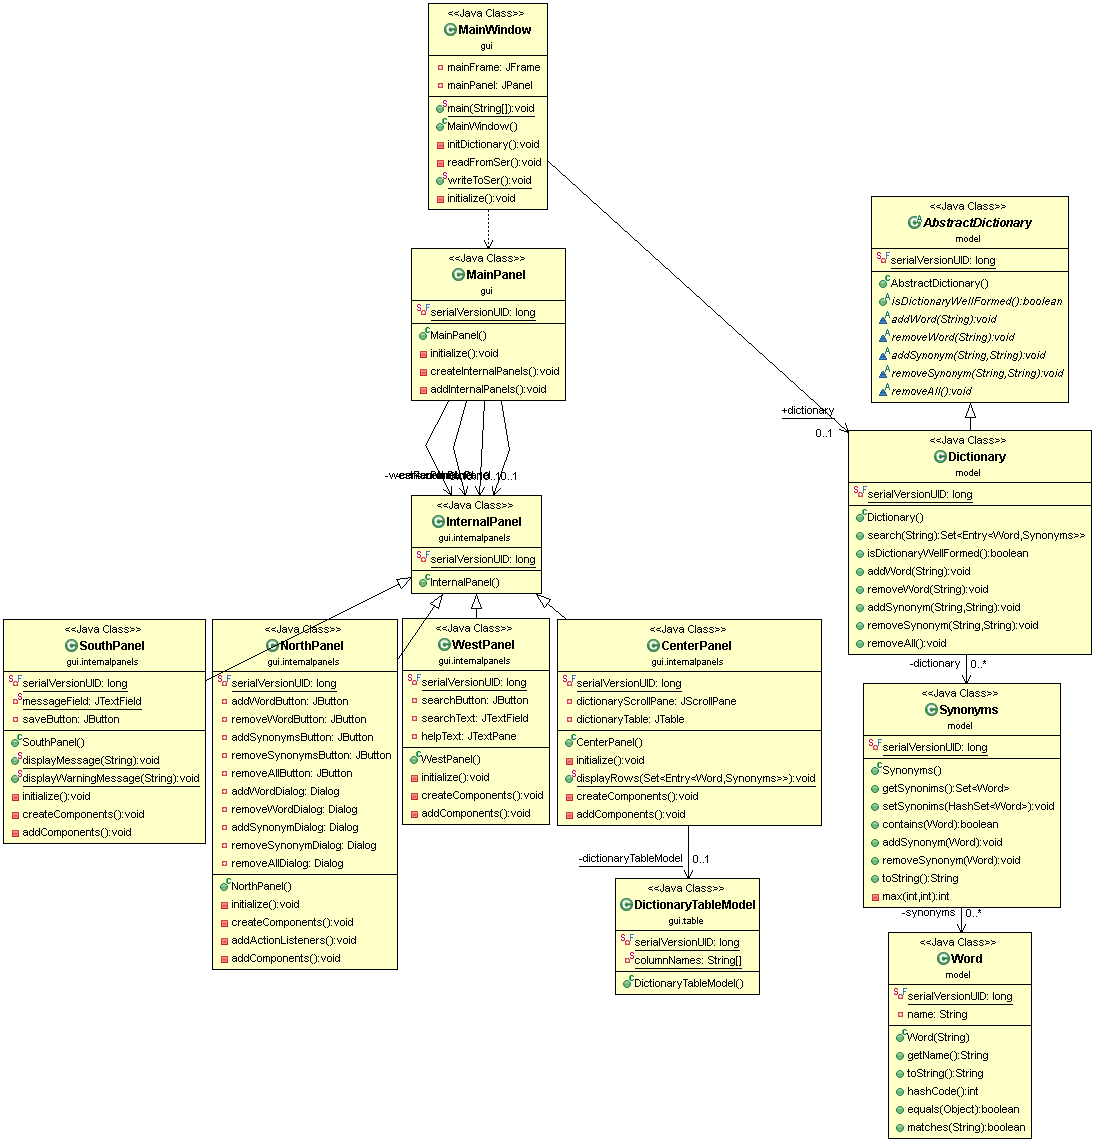 <<Java Class>>
MainWindow
gui
mainFrame: JFrame
mainPanel: JPanel
main(String[]):void
MainWindow()
initDictionary():void
readFromSer():void
writeToSer():void
initialize():void
<<Java Class>>
AbstractDictionary
model
serialVersionUID: long
AbstractDictionary()
isDictionaryWellFormed():boolean
addWord(String):void
removeWord(String):void
addSynonym(String,String):void
removeSynonym(String,String):void
removeAll():void
<<Java Class>>
MainPanel
gui
serialVersionUID: long
MainPanel()
initialize():void
createInternalPanels():void
addInternalPanels():void
+dictionary
0..1
<<Java Class>>
Dictionary
model
serialVersionUID: long
Dictionary()
search(String):Set<Entry<Word,Synonyms>>
isDictionaryWellFormed():boolean
addWord(String):void
removeWord(String):void
addSynonym(String,String):void
removeSynonym(String,String):void
removeAll():void
0..1
<<Java Class>>
InternalPanel
gui.internalpanels
serialVersionUID: long
InternalPanel()
<<Java Class>>
SouthPanel
gui.internalpanels
serialVersionUID: long
messageField: JTextField
saveButton: JButton
SouthPanel()
displayMessage(String):void
displayWarningMessage(String):void
initialize():void
createComponents():void
addComponents():void
<<Java Class>>
NorthPanel
gui.internalpanels
serialVersionUID: long
addWordButton: JButton
removeWordButton: JButton
addSynonymsButton: JButton
removeSynonymsButton: JButton
removeAllButton: JButton
addWordDialog: Dialog
removeWordDialog: Dialog
addSynonymDialog: Dialog
removeSynonymDialog: Dialog
removeAllDialog: Dialog
NorthPanel()
initialize():void
createComponents():void
addActionListeners():void
addComponents():void
<<Java Class>>
WestPanel
gui.internalpanels
serialVersionUID: long
searchButton: JButton
searchText: JTextField
helpText: JTextPane
WestPanel()
initialize():void
createComponents():void
addComponents():void
<<Java Class>>
CenterPanel
gui.internalpanels
serialVersionUID: long
dictionaryScrollPane: JScrollPane
dictionaryTable: JTable
CenterPanel()
initialize():void
displayRows(Set<Entry<Word,Synonyms>>):void
createComponents():void
addComponents():void
-dictionary 0..*
<<Java Class>>
Synonyms
model
serialVersionUID: long
Synonyms()
getSynonims():Set<Word>
setSynonims(HashSet<Word>):void
contains(Word):boolean
addSynonym(Word):void
removeSynonym(Word):void
toString():String
max(int,int):int
-dictionaryTableModel 0..1
<<Java Class>>
DictionaryTableModel
gui.table
serialVersionUID: long
columnNames: String[]
DictionaryTableModel()
-synonyms 0..*
<<Java Class>>
Word
model
serialVersionUID: long
name: String
Word(String)
getName():String
toString():String
hashCode():int
equals(Object):boolean
matches(String):boolean